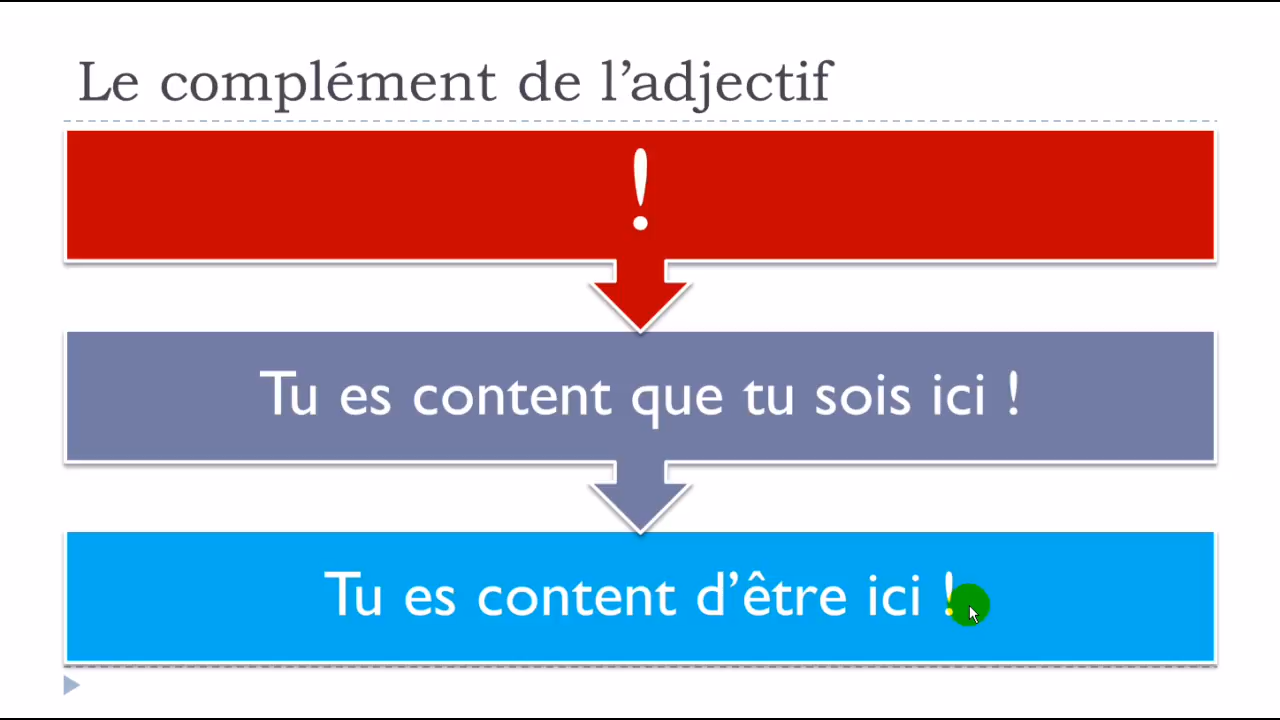 Le complément de l’adjectif
!
Tu es content que tu sois ici !
Tu es content d’être ici !